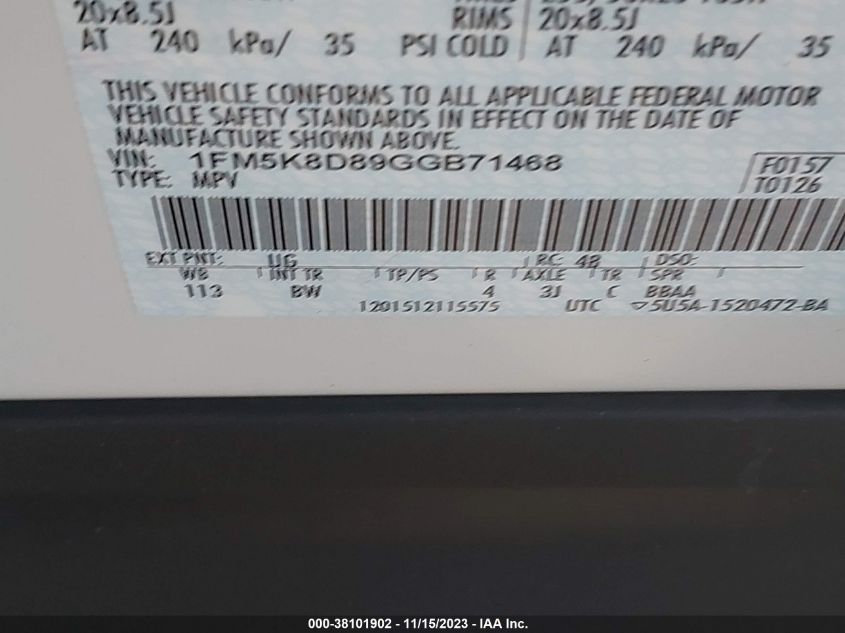 20x8.5J RIMS 20x8.5J
AT 240 kPa/ 35 PSI COLD AT 240 kPa/ 35
THIS VEHICLE CONFORMS TO ALL APPLICABLE FEDERAL MOTOR
VEHICLE SAFETY STANDARDS IN EFFECT ON THE DATE OF
MANUFACTURE SHOWN ABOVE.
VIN: 1FM5K8D89GGB71468 F0157
TYPE: MPV T0126
EXT PNT: UG RC: 48 DSO:
WB INT TR TP/PS R AXLE TR SPR
113 BW 4 3J C BBAA
1201512115575 UTC ▽5U5A-1520472-BA
000-38101902 - 11/15/2023 - IAA Inc.